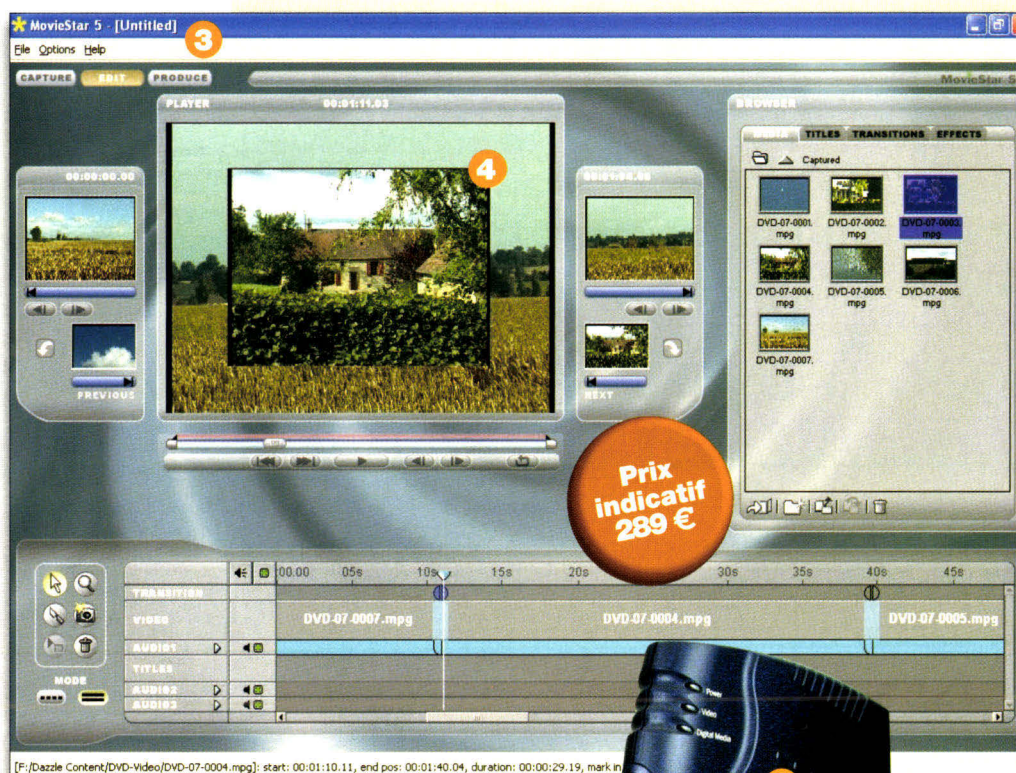 MovieStar 5 - [Untitled]
3
File Options Help
CAPTURE EDIT PRODUCE
MovieStar 5
PLAYER 00:01:11.03
BROWSER
TITLES TRANSITIONS EFFECTS
Captured
4
00:00:00.00
DVD-07-0001.mpg
DVD-07-0002.mpg
DVD-07-0003.mpg
DVD-07-0004.mpg
DVD-07-0005.mpg
DVD-07-0006.mpg
DVD-07-0007.mpg
PREVIOUS
NEXT
Prix
indicatif
289 €
:00.00 05s 10s 15s 20s 30s 35s 40s 45s
TRANSITION
VIDEO DVD-07-0007.mpg DVD-07-0004.mpg DVD-07-0005.mpg
AUDIO1
TITLES
AUDIO2
AUDIO3
MODE
Power
Video
Digital Media
[F:/Dazzle Content/DVD-Video/DVD-07-0004.mpg]: start: 00:01:10.11, end pos: 00:01:40.04, duration: 00:00:29.19, mark in